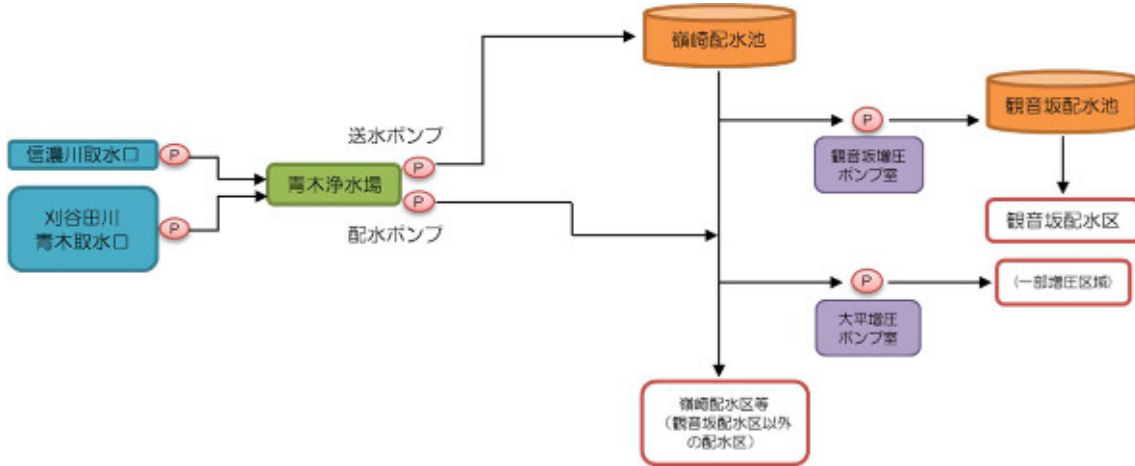 嶺崎配水池
観音坂配水池
送水ポンプ
P
信濃川取水口
P
P
青木浄水場
P
観音坂増圧
ポンプ室
刈谷田川
青木取水口
P
P
配水ポンプ
観音坂配水区
P
(一部増圧区域)
大平増圧
ポンプ室
嶺崎配水区等
(観音坂配水区以外
の配水区)